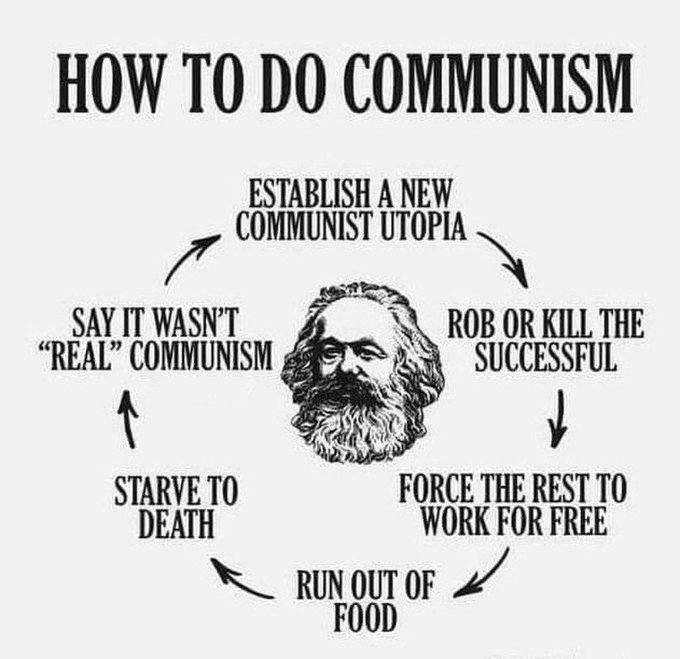 HOW TO DO COMMUNISM
ESTABLISH A NEW
COMMUNIST UTOPIA
ROB OR KILL THE
SUCCESSFUL
FORCE THE REST TO
WORK FOR FREE
RUN OUT OF
FOOD
STARVE TO
DEATH
SAY IT WASN'T
“REAL” COMMUNISM